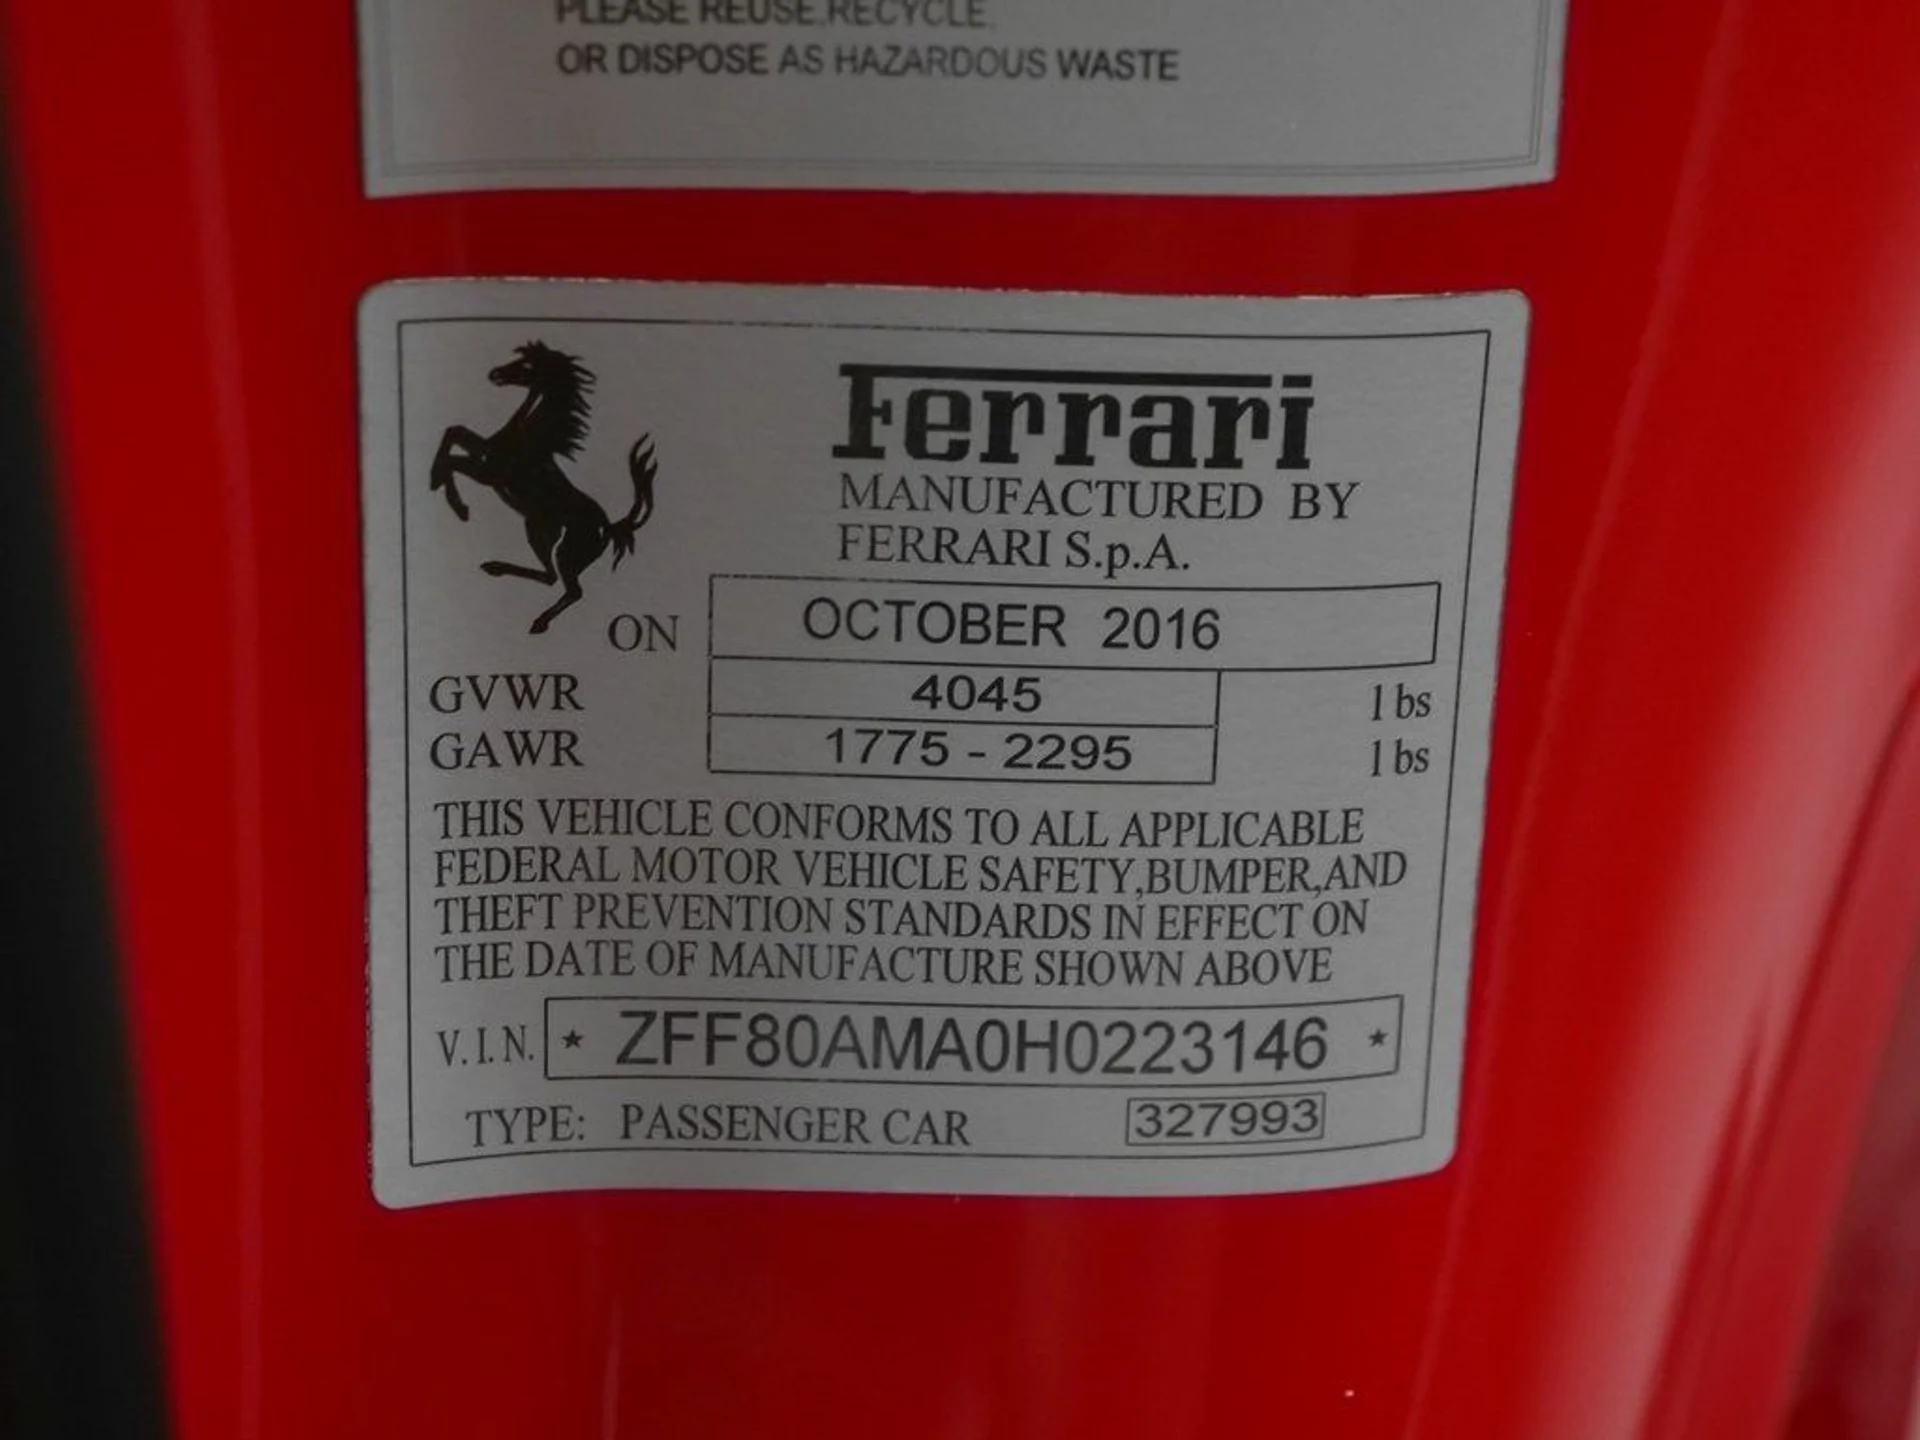 PLEASE REUSE,RECYCLE,
OR DISPOSE AS HAZARDOUS WASTE
Ferrari
MANUFACTURED BY
FERRARI S.p.A.
ON OCTOBER 2016
GVWR 4045 lbs
GAWR 1775 - 2295 lbs
THIS VEHICLE CONFORMS TO ALL APPLICABLE
FEDERAL MOTOR VEHICLE SAFETY,BUMPER,AND
THEFT PREVENTION STANDARDS IN EFFECT ON
THE DATE OF MANUFACTURE SHOWN ABOVE
V.I.N. * ZFF80AMA0H0223146 *
TYPE: PASSENGER CAR 327993